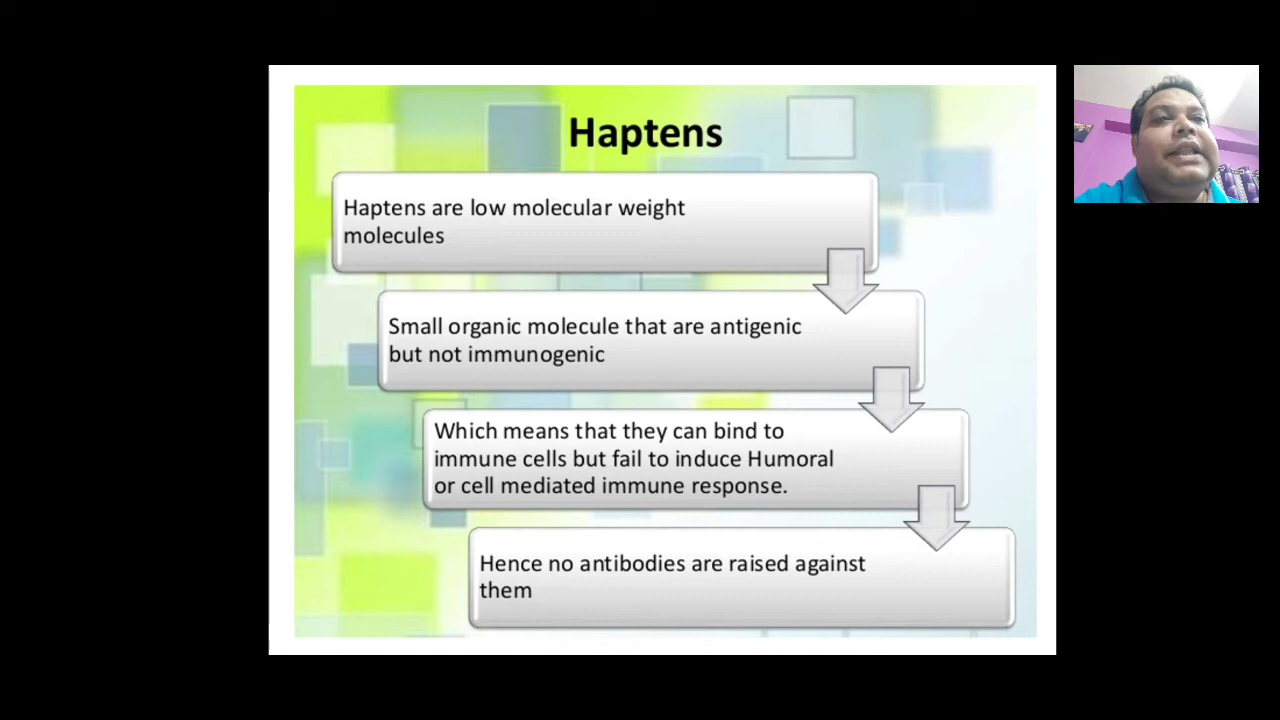 Haptens
Haptens are low molecular weight
molecules
Small organic molecule that are antigenic
but not immunogenic
Which means that they can bind to
immune cells but fail to induce Humoral
or cell mediated immune response.
Hence no antibodies are raised against
them